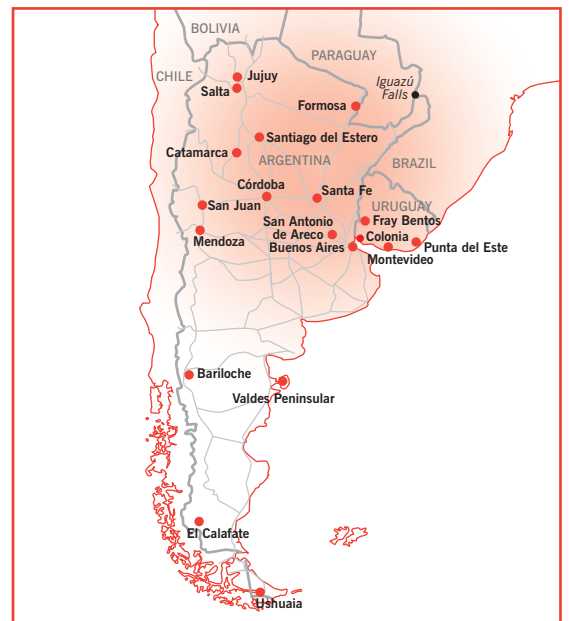 BOLIVIA
PARAGUAY
CHILE
Jujuy
Salta
Iguazú
Falls
Formosa
Santiago del Estero
Catamarca
ARGENTINA
BRAZIL
Córdoba
Santa Fe
San Juan
URUGUAY
Fray Bentos
San Antonio
de Areco
Colonia
Mendoza
Buenos Aires
Punta del Este
Montevideo
Bariloche
Valdes Peninsular
El Calafate
Ushuaia